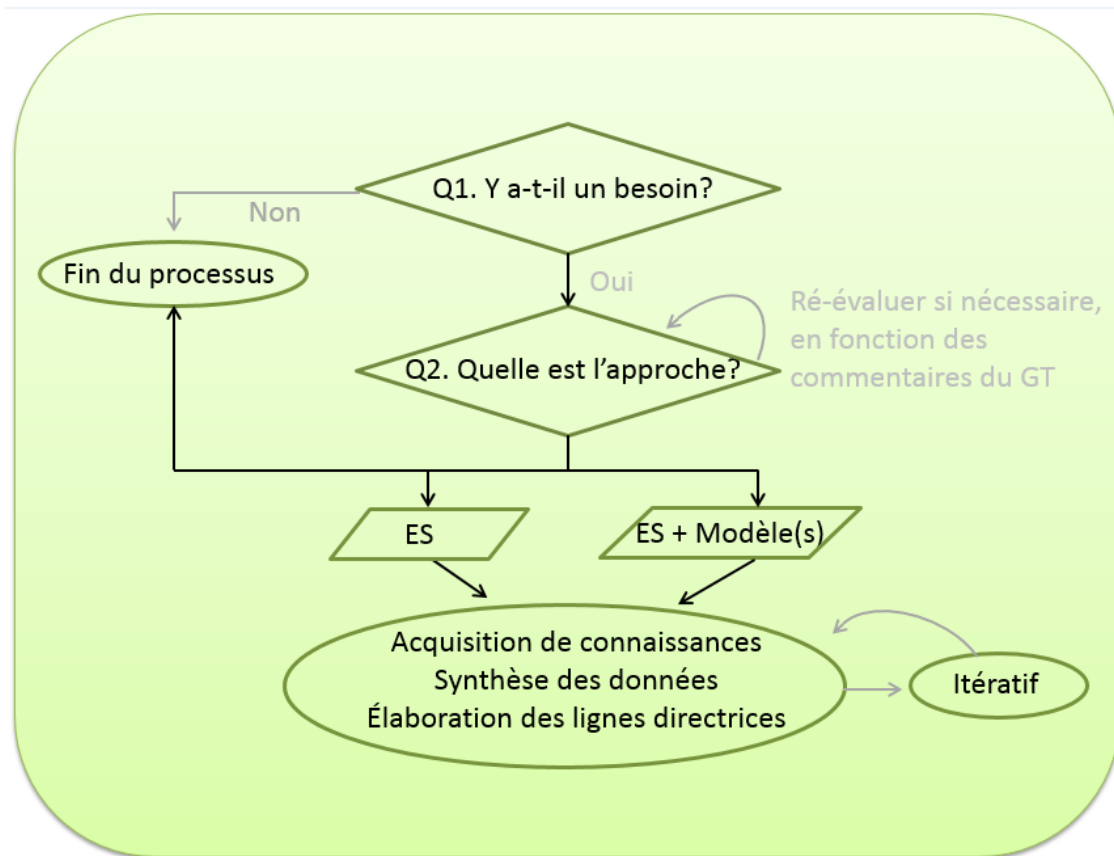 Q1. Y a-t-il un besoin?
Non
Fin du processus
Oui
Ré-évaluer si nécessaire,
en fonction des
commentaires du GT
Q2. Quelle est l’approche?
ES
ES + Modèle(s)
Acquisition de connaissances
Synthèse des données
Élaboration des lignes directrices
Itératif